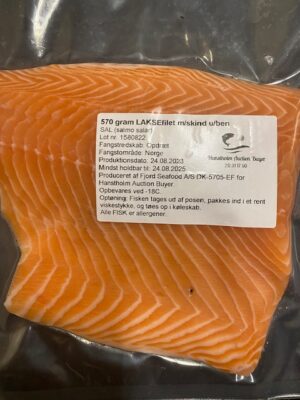 570 gram LAKSEfilet m/skind u/ben
SAL (salmo salar)
Lot nr. 1580822
Fangstredskab: Opdræt
Fangstområde: Norge
Produktionsdato: 24.08.2023
Mindst holdbar til: 24.08.2025
Produceret af Fjord Seafood A/S DK-5705-EF for
Hanstholm Auction Buyer.
Opbevares ved -18C.
Optøning: Fisken tages ud af posen, pakkes ind i et rent
viskestykke, og tøes op i køleskab.
Alle FISK er allergener
Hanstholm Auction Buyer